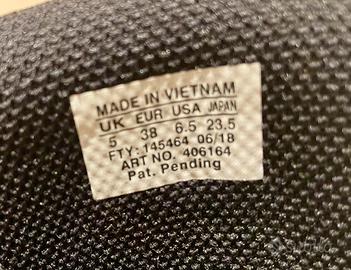 MADE IN VIETNAM
UK EUR USA JAPAN
5 38 6.5 23.5
FTY: 145464 06/18
ART NO. 406164
Pat. Pending